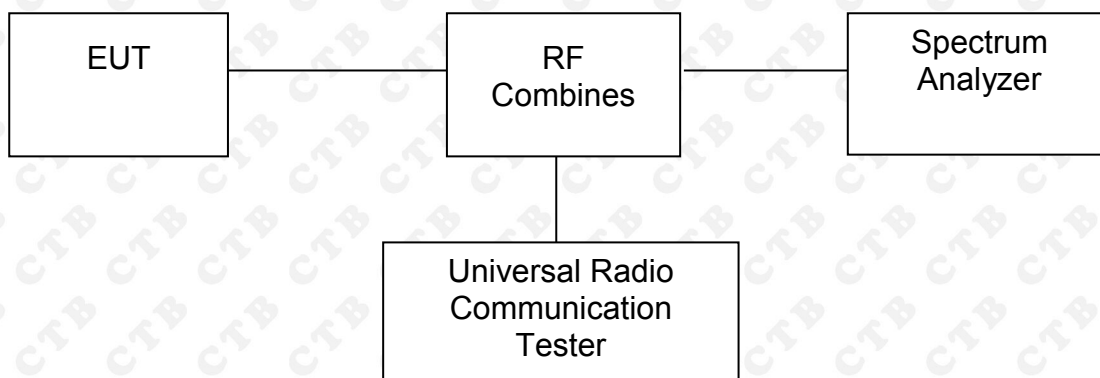 EUT
RF
Combines
Spectrum
Analyzer
Universal Radio
Communication
Tester